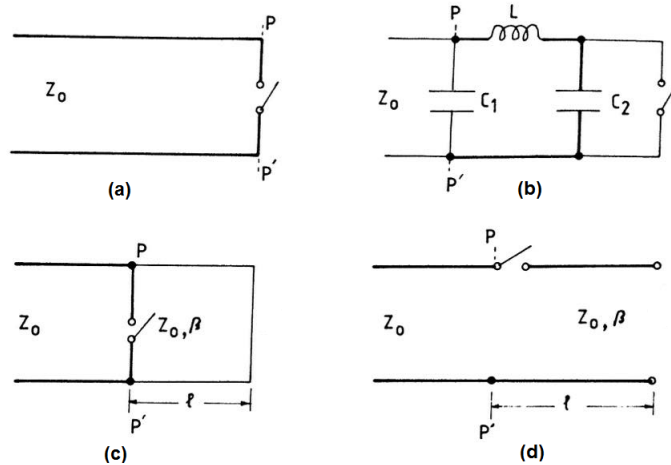 P
Z₀
P'
(a)
P
L
Z₀
C₁
C₂
P'
(b)
P
Z₀
Z₀, β
ℓ
P'
(c)
P
Z₀
Z₀, β
ℓ
P'
(d)